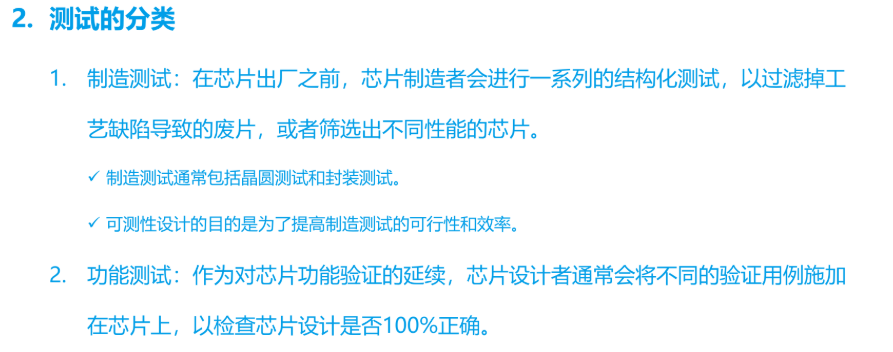 2. 测试的分类
1. 制造测试：在芯片出厂之前，芯片制造者会进行一系列的结构化测试，以过滤掉工
艺缺陷导致的废片，或者筛选出不同性能的芯片。
✓ 制造测试通常包括晶圆测试和封装测试。
✓ 可测性设计的目的是为了提高制造测试的可行性和效率。
2. 功能测试：作为对芯片功能验证的延续，芯片设计者通常会将不同的验证用例施加
在芯片上，以检查芯片设计是否100%正确。